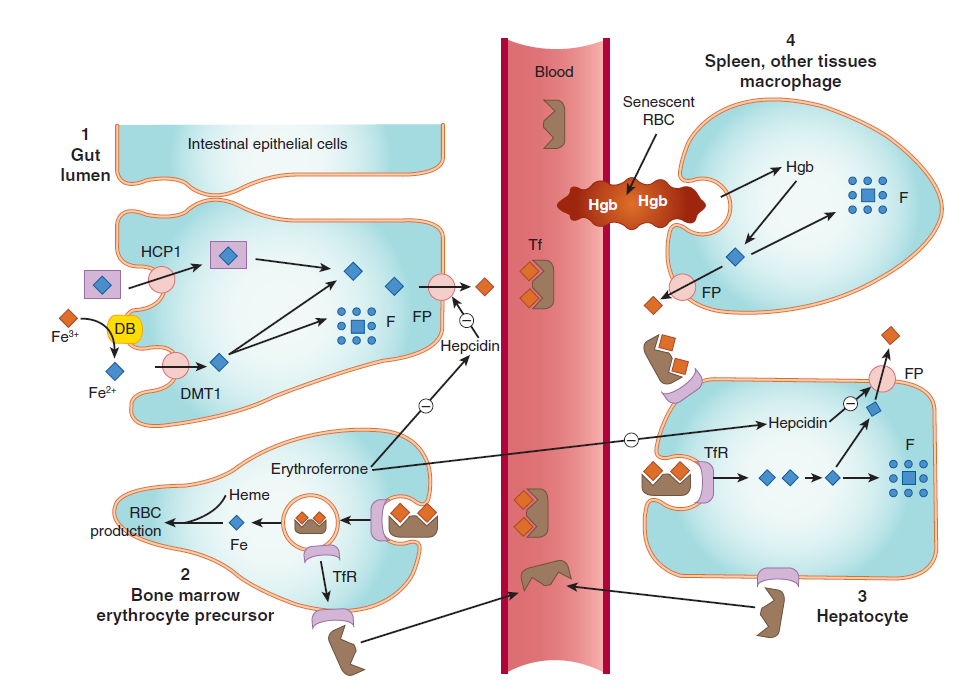 1
Gut
lumen
Intestinal epithelial cells
HCP1
Fe3+
DB
Fe2+
DMT1
F
FP
Hepcidin
Blood
Tf
Senescent
RBC
Hgb
Hgb
4
Spleen, other tissues
macrophage
Hgb
F
FP
Erythroferrone
Heme
RBC
production
Fe
TfR
2
Bone marrow
erythrocyte precursor
FP
Hepcidin
TfR
F
3
Hepatocyte